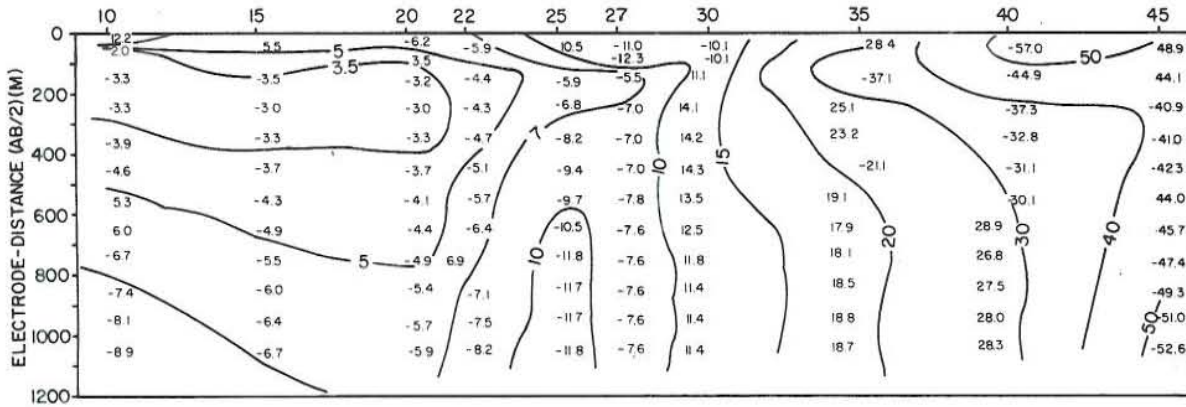 10 15 20 22 25 27 30 35 40 45
ELECTRODE-DISTANCE (AB/2)(M)
0
200
400
600
800
1000
1200
12.2 -6.2 -5.9 10.5 -11.0 -10.1 28.4 -57.0 48.9
2.0 5.5 5 3.5 -12.3 -10.1 50
-3.3 -3.5 3.5 -3.2 -4.4 -5.9 -5.5 11.1 -37.1 -44.9 44.1
-3.3 -3.0 -3.0 -4.3 -6.8 -7.0 14.1 25.1 -37.3 -40.9
-3.9 -3.3 -3.3 -4.7 7 -8.2 -7.0 14.2 23.2 -32.8 -41.0
-4.6 -3.7 -3.7 -5.1 -9.4 -7.0 10 14.3 15 -21.1 -31.1 -42.3
5.3 -4.3 -4.1 -5.7 -9.7 -7.8 13.5 19.1 -30.1 44.0
6.0 -4.9 -4.4 -6.4 -10.5 -7.6 12.5 17.9 20 28.9 30 40 -45.7
-6.7 -5.5 5 -4.9 6.9 10 -11.8 -7.6 11.8 18.1 26.8 -47.4
-7.4 -6.0 -5.4 -7.1 -11.7 -7.6 11.4 18.5 27.5 -49.3
-8.1 -6.4 -5.7 -7.5 -11.7 -7.6 11.4 18.8 28.0 50 -51.0
-8.9 -6.7 -5.9 -8.2 -11.8 -7.6 11.4 18.7 28.3 -52.6